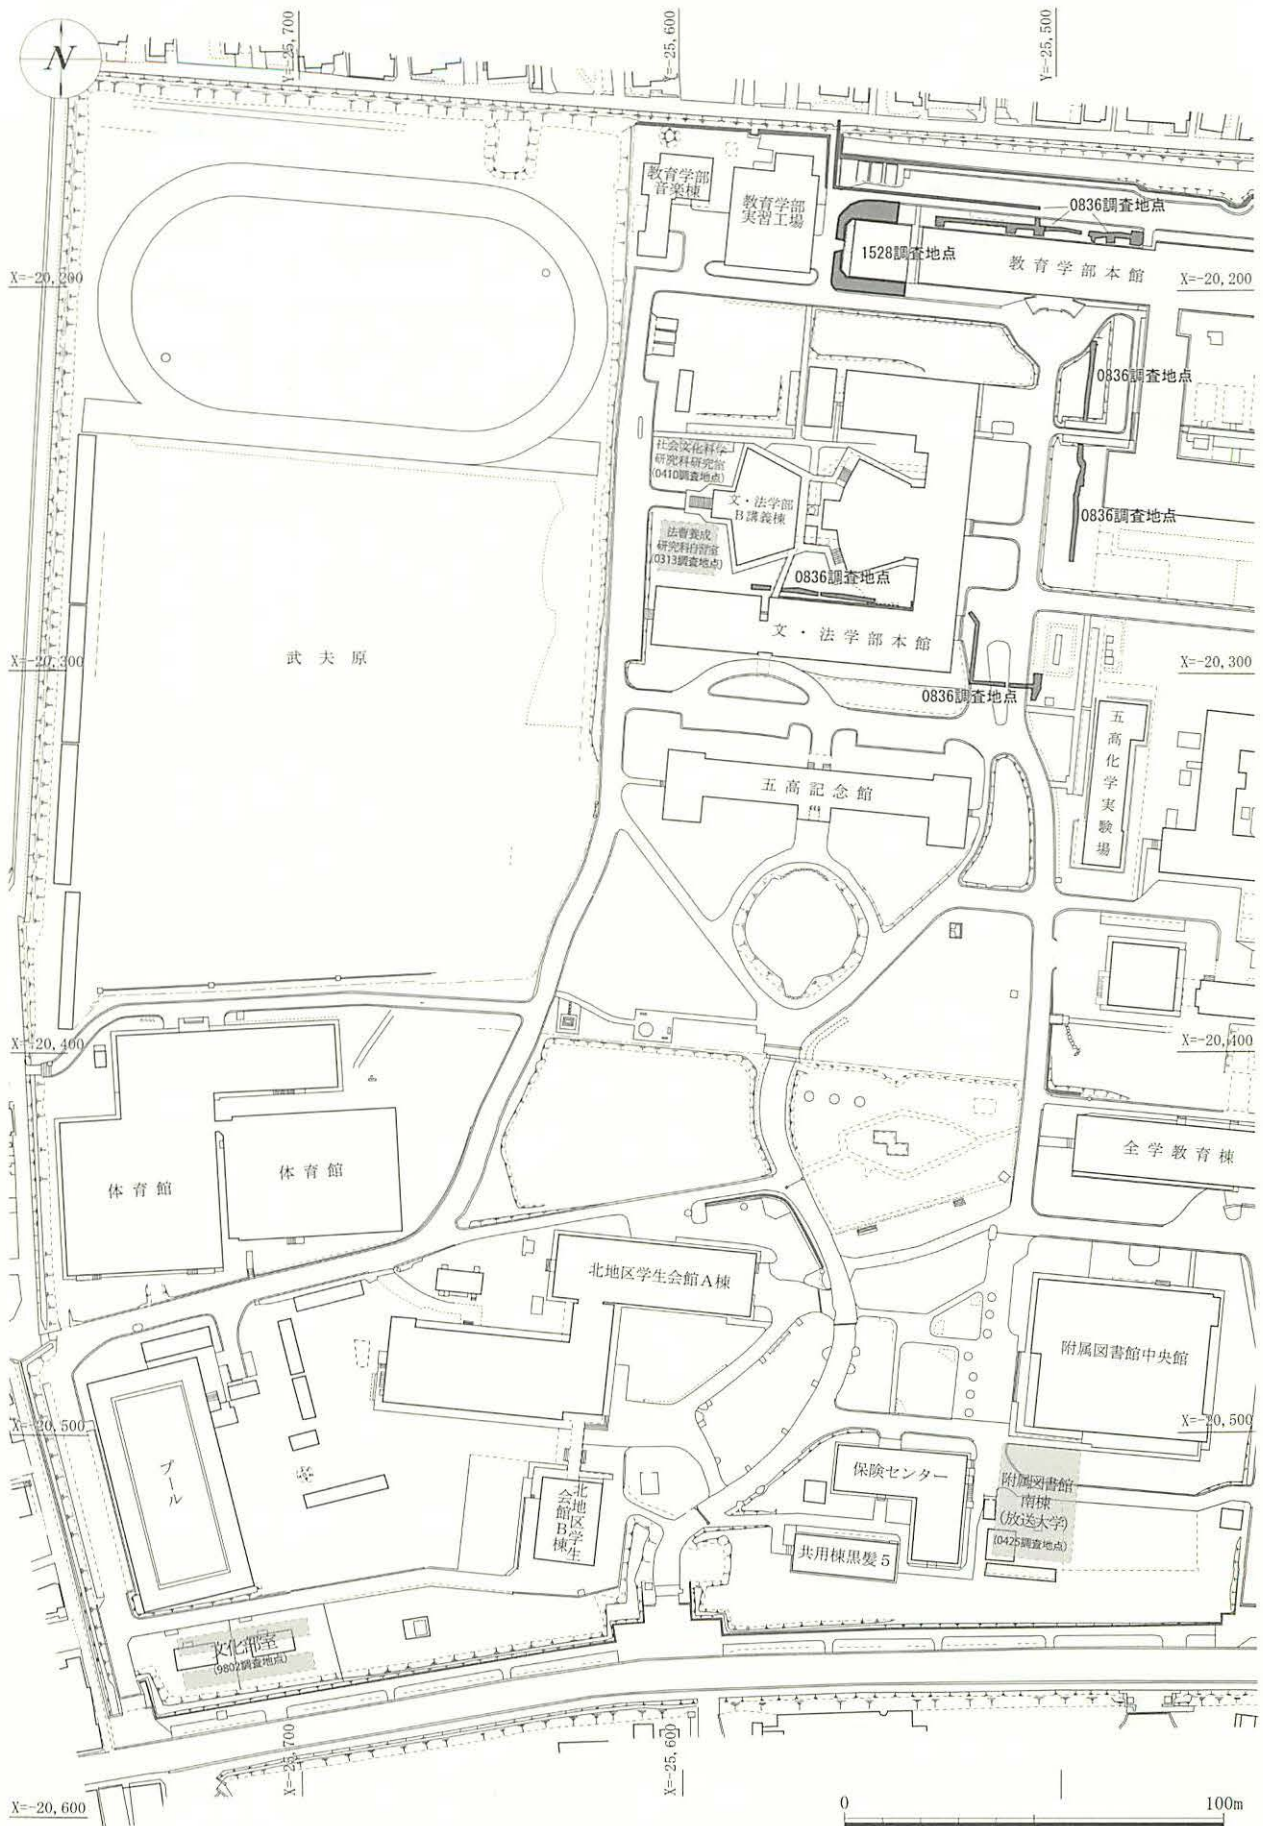 Y=-25,700
Y=-25,600
Y=-25,500
N
教育学部
音楽棟
教育学部
実習工場
0836調査地点
1528調査地点
教育学部本館
X=-20,200
X=-20,200
0836調査地点
社会文化科学
研究科研究室
(0410調査地点)
文・法学部
B講義棟
0836調査地点
法曹養成
研究科自習室
(0313調査地点)
0836調査地点
文・法学部本館
武夫原
X=-20,300
X=-20,300
0836調査地点
五高化学実験場
五高記念館
X=-20,400
X=-20,400
全学教育棟
体育館
体育館
北地区学生会館A棟
附属図書館中央館
X=-20,500
X=-20,500
プール
保険センター
附属図書館
南棟
(放送大学)
(0425調査地点)
北地区学生
会館B棟
共用棟黒髪5
文化部室
(9802調査地点)
X=-25,700
X=-25,600
X=-20,600
0
100m